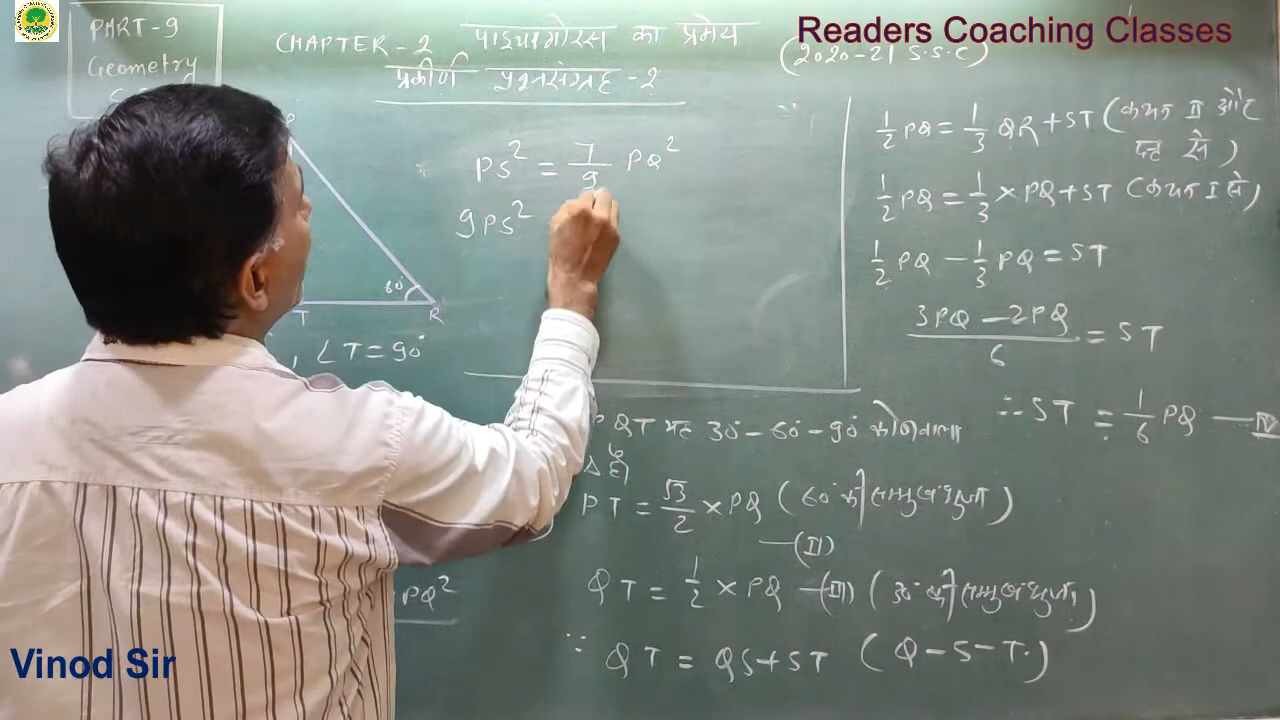 PART-9
Geometry
CHAPTER-2 पाइथागोरस का प्रमेय
प्रकीर्ण प्रश्नसंग्रह -2
Readers Coaching Classes
(2020-21 S.S.C)
P
60°
T R
, ∠T=90°
PS² = 7/9 PQ²
9PS²
1/2 PQ = 1/3 QR + ST (कथन II और
से)
1/2 PQ = 1/3 × PQ + ST (कथन I से)
1/2 PQ - 1/3 PQ = ST
3PQ - 2PQ / 6 = ST
∴ ST = 1/6 PQ — IV
PQT यह 30° - 60° - 90° कोणवाला
Δ है
PT = √3/2 × PQ (60° की सम्मुख भुजा)
—(II)
QT = 1/2 × PQ —(III) (30° की सम्मुख भुजा)
∵ QT = QS + ST (Q-S-T.)
PQ²
Vinod Sir